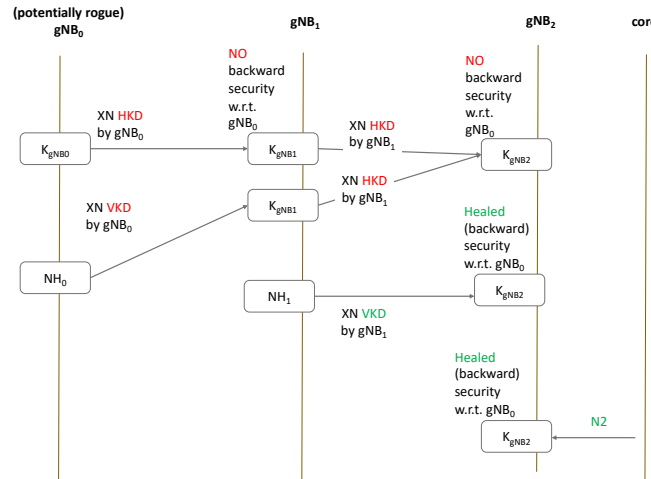 (potentially rogue)
gNB0
gNB1
gNB2
core
NO
backward
security
w.r.t.
gNB0
NO
backward
security
w.r.t.
gNB0
XN HKD
by gNB0
XN HKD
by gNB1
KgNB0
KgNB1
KgNB2
XN HKD
by gNB1
KgNB1
XN VKD
by gNB0
Healed
(backward)
security
w.r.t. gNB0
NH0
NH1
KgNB2
XN VKD
by gNB1
Healed
(backward)
security
w.r.t. gNB0
N2
KgNB2